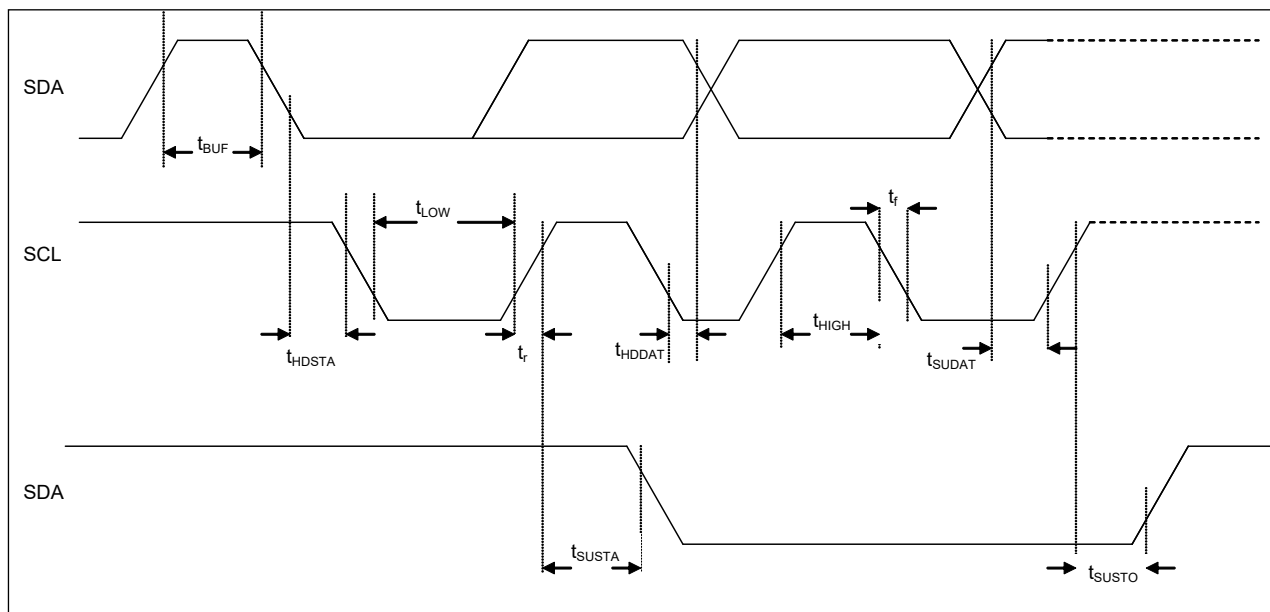 SDA
tBUF
tLOW
tf
SCL
tHDSTA
tr
tHDDAT
tHIGH
tSUDAT
SDA
tSUSTA
tSUSTO